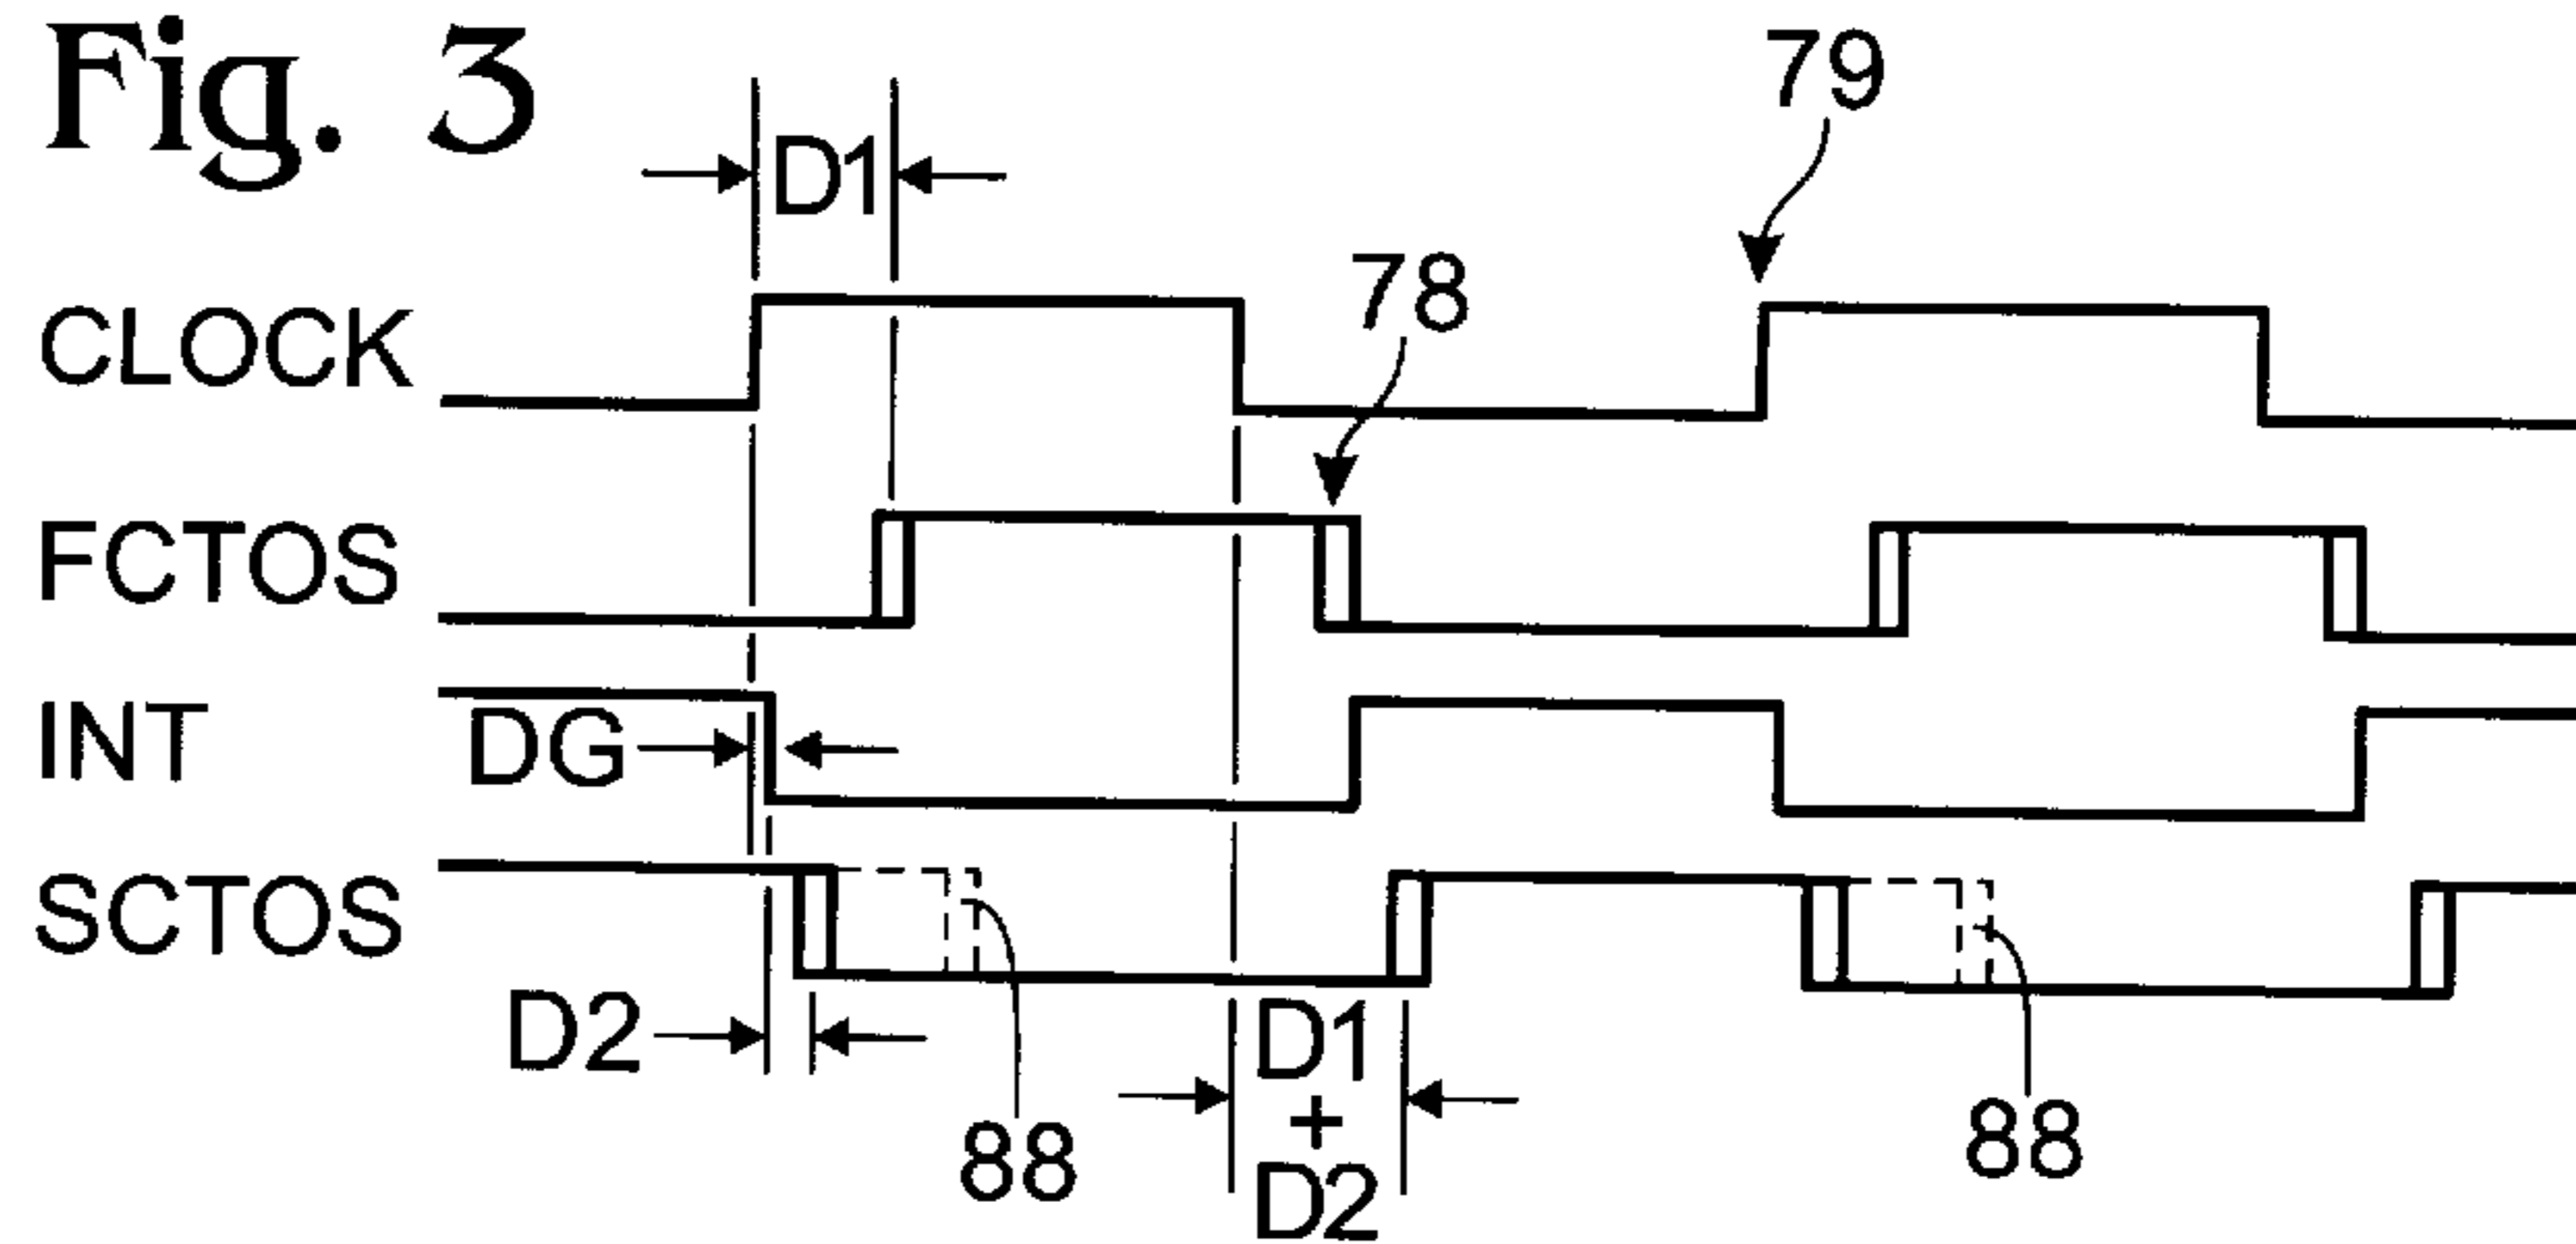 Fig. 3
79
D1
78
CLOCK
FCTOS
INT
DG
SCTOS
D2
D1
+
D2
88
88